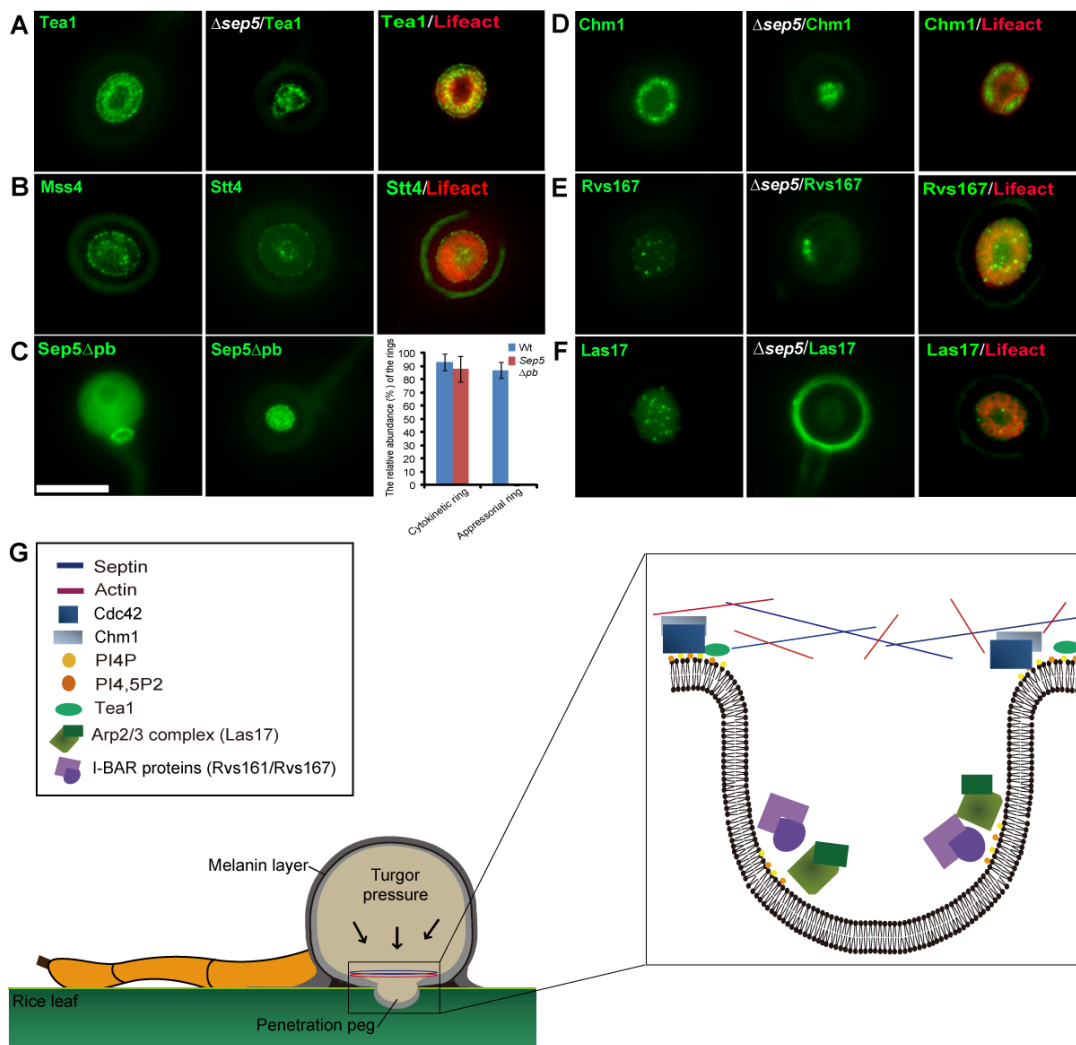 A
Tea1
Δsep5/Tea1
Tea1/Lifeact
B
Mss4
Stt4
Stt4/Lifeact
C
Sep5Δpb
Sep5Δpb
The relative abundance (%) of the rings
100
90
80
70
60
50
40
30
20
10
0
Wt
Sep5
Δpb
Cytokinetic ring
Appressorial ring
D
Chm1
Δsep5/Chm1
Chm1/Lifeact
E
Rvs167
Δsep5/Rvs167
Rvs167/Lifeact
F
Las17
Δsep5/Las17
Las17/Lifeact
G
Septin
Actin
Cdc42
Chm1
PI4P
PI4,5P2
Tea1
Arp2/3 complex (Las17)
I-BAR proteins (Rvs161/Rvs167)
Melanin layer
Turgor
pressure
Rice leaf
Penetration peg